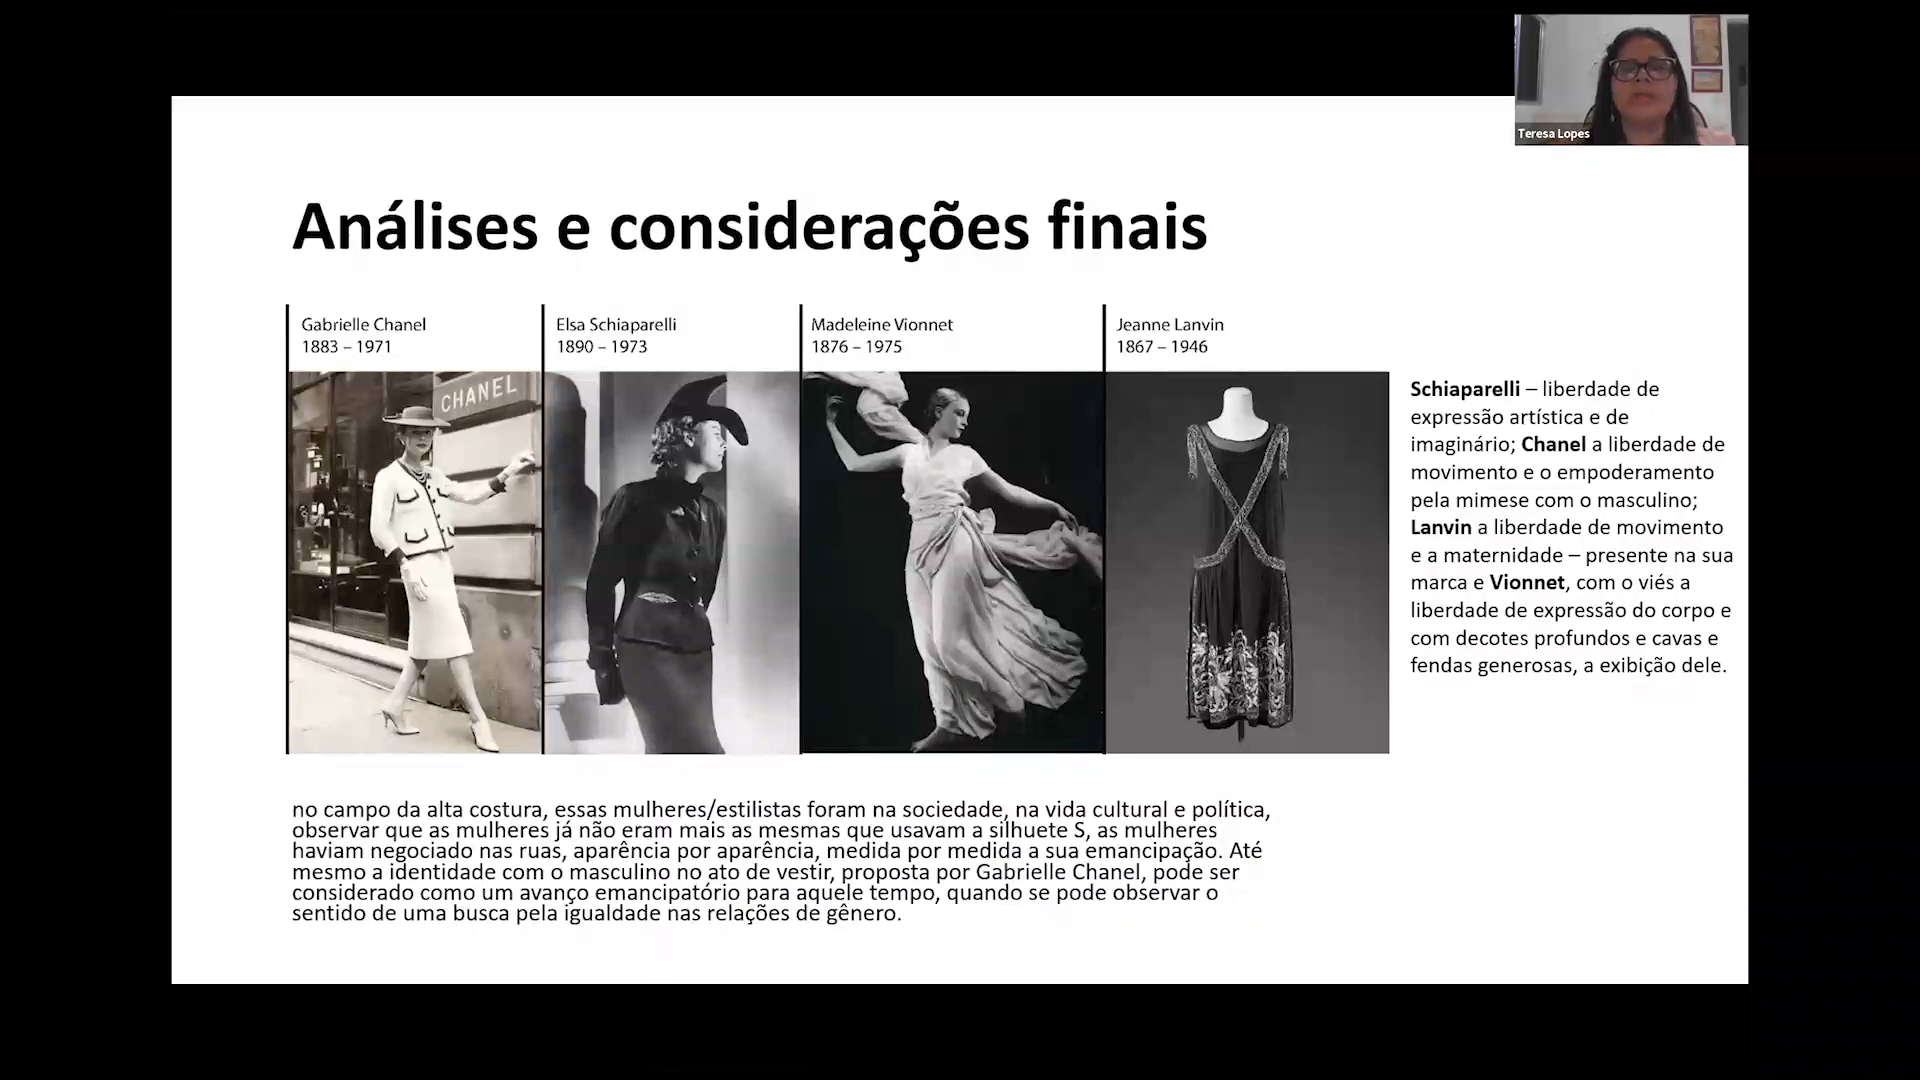 Teresa Lopes
Análises e considerações finais
Gabrielle Chanel
1883 – 1971
Elsa Schiaparelli
1890 – 1973
Madeleine Vionnet
1876 – 1975
Jeanne Lanvin
1867 – 1946
CHANEL
Schiaparelli – liberdade de
expressão artística e de
imaginário; Chanel a liberdade de
movimento e o empoderamento
pela mimese com o masculino;
Lanvin a liberdade de movimento
e a maternidade – presente na sua
marca e Vionnet, com o viés a
liberdade de expressão do corpo e
com decotes profundos e cavas e
fendas generosas, a exibição dele.
no campo da alta costura, essas mulheres/estilistas foram na sociedade, na vida cultural e política,
observar que as mulheres já não eram mais as mesmas que usavam a silhuete S, as mulheres
haviam negociado nas ruas, aparência por aparência, medida por medida a sua emancipação. Até
mesmo a identidade com o masculino no ato de vestir, proposta por Gabrielle Chanel, pode ser
considerado como um avanço emancipatório para aquele tempo, quando se pode observar o
sentido de uma busca pela igualdade nas relações de gênero.